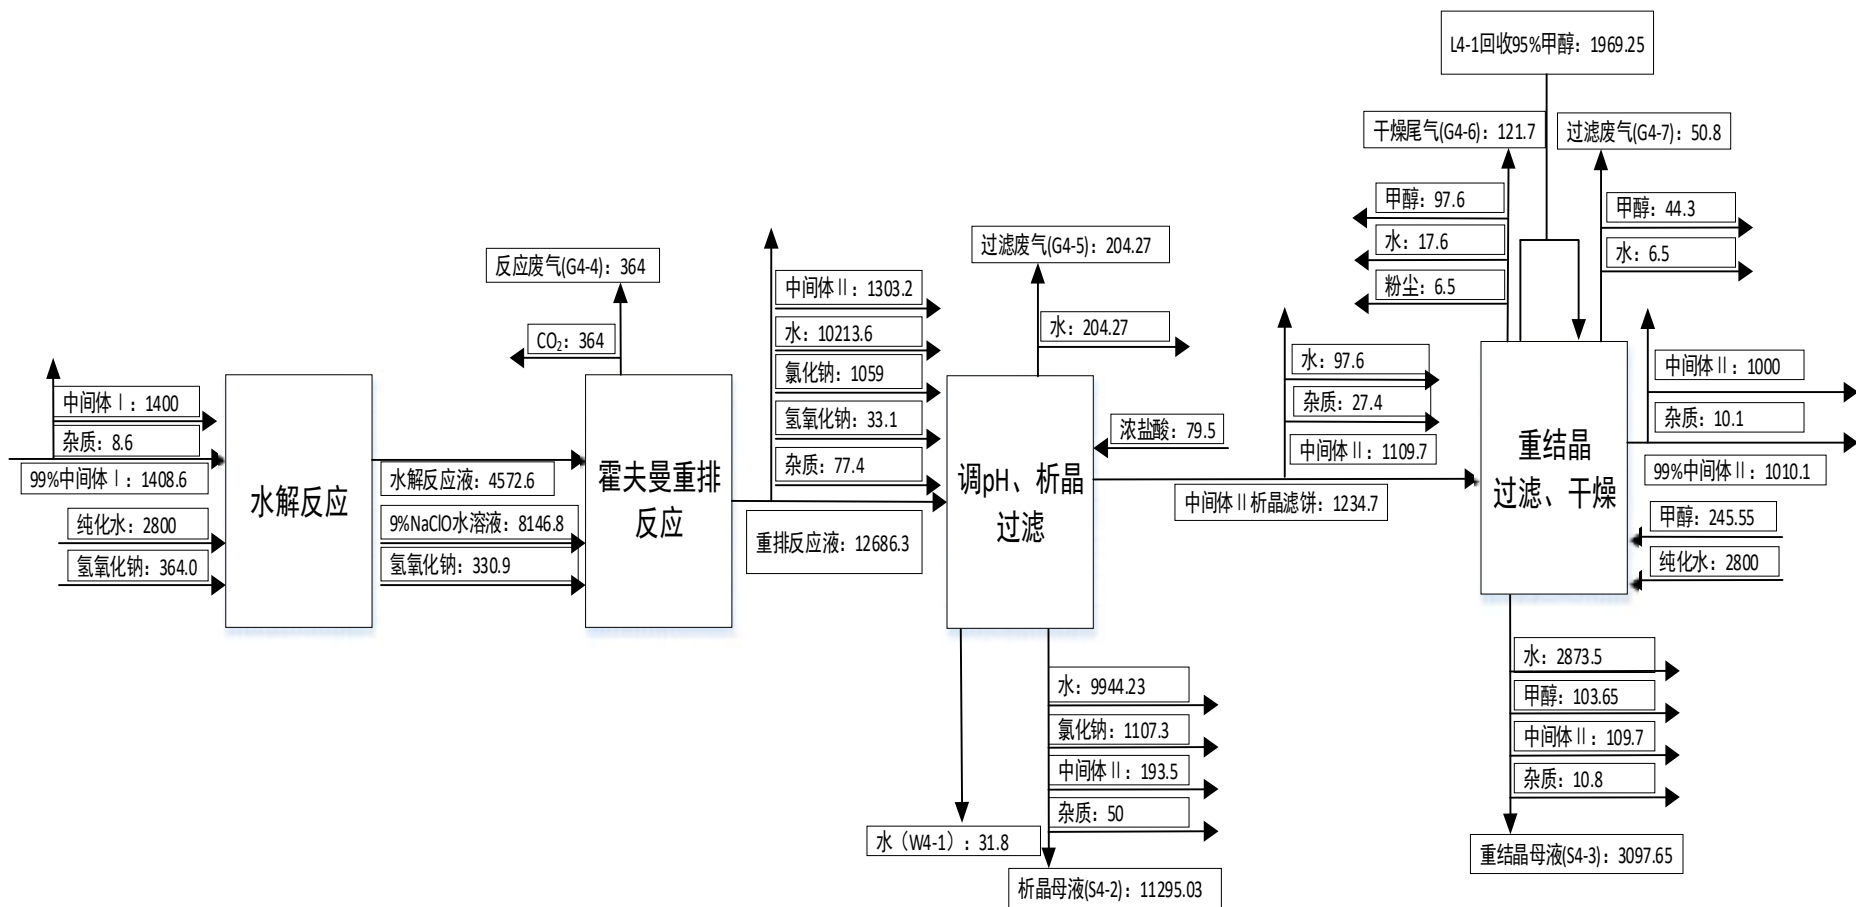 L4-1回收95%甲醇：1969.25
干燥尾气(G4-6)：121.7
过滤废气(G4-7)：50.8
甲醇：97.6
水：17.6
粉尘：6.5
甲醇：44.3
水：6.5
反应废气(G4-4)：364
CO₂：364
过滤废气(G4-5)：204.27
水：204.27
中间体Ⅱ：1303.2
水：10213.6
氯化钠：1059
氢氧化钠：33.1
杂质：77.4
重排反应液：12686.3
中间体Ⅰ：1400
杂质：8.6
99%中间体Ⅰ：1408.6
纯化水：2800
氢氧化钠：364.0
水解反应
水解反应液：4572.6
9%NaClO水溶液：8146.8
氢氧化钠：330.9
霍夫曼重排
反应
调pH、析晶
过滤
浓盐酸：79.5
水：97.6
杂质：27.4
中间体Ⅱ：1109.7
中间体Ⅱ析晶滤饼：1234.7
重结晶
过滤、干燥
中间体Ⅱ：1000
杂质：10.1
99%中间体Ⅱ：1010.1
甲醇：245.55
纯化水：2800
水：9944.23
氯化钠：1107.3
中间体Ⅱ：193.5
杂质：50
水（W4-1）：31.8
析晶母液(S4-2)：11295.03
水：2873.5
甲醇：103.65
中间体Ⅱ：109.7
杂质：10.8
重结晶母液(S4-3)：3097.65